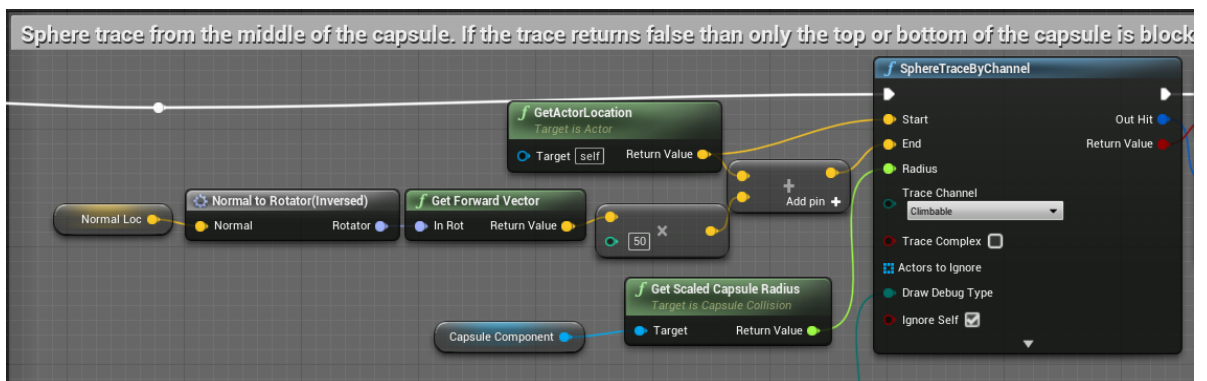 Sphere trace from the middle of the capsule. If the trace returns false than only the top or bottom of the capsule is block
f SphereTraceByChannel
Start
Out Hit
End
Return Value
Radius
Trace Channel
Climbable
Trace Complex
Actors to Ignore
Draw Debug Type
Ignore Self
f GetActorLocation
Target is Actor
Target self
Return Value
+
Add pin +
Normal Loc
Normal to Rotator(Inversed)
Normal
Rotator
f Get Forward Vector
In Rot
Return Value
50
×
f Get Scaled Capsule Radius
Target is Capsule Collision
Target
Return Value
Capsule Component